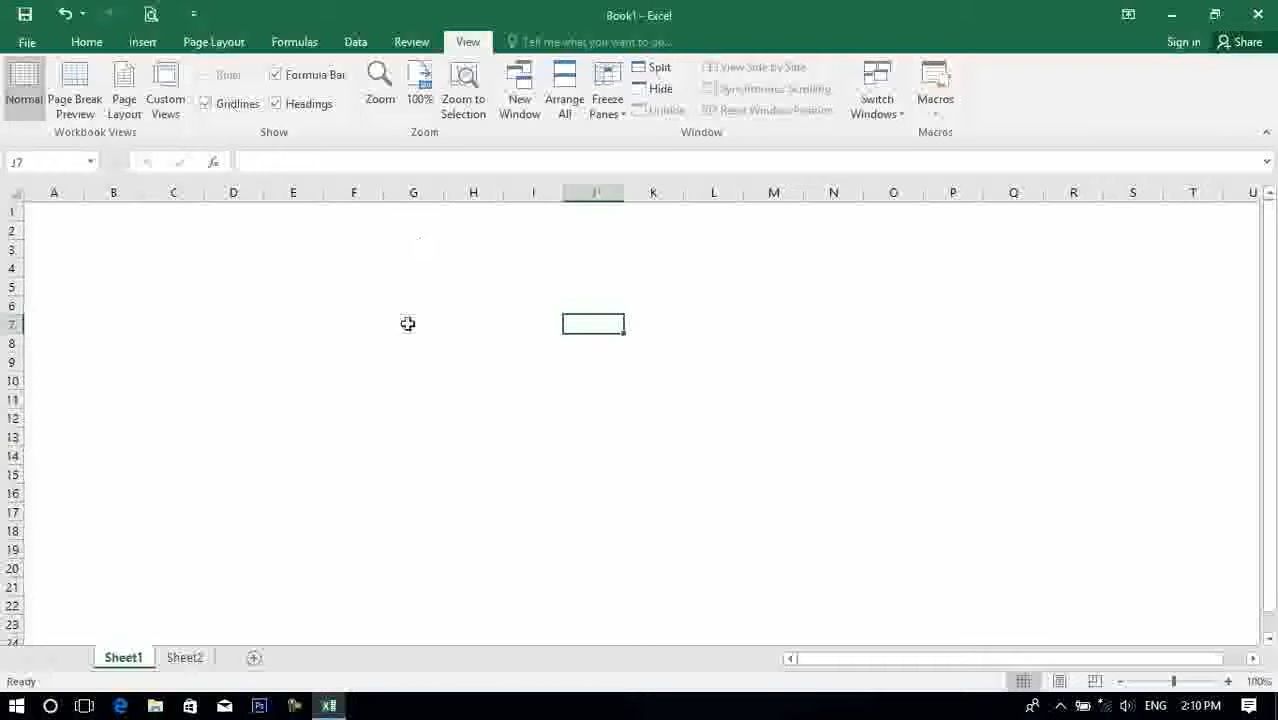 Book1 - Excel
File Home Insert Page Layout Formulas Data Review View Tell me what you want to do... Sign in Share
Normal Page Break Preview Page Layout Custom Views
Ruler Formula Bar
Gridlines Headings
Zoom 100% Zoom to Selection
New Window Arrange All Freeze Panes
Split
Hide
Unhide
View Side by Side
Synchronous Scrolling
Reset Window Position
Switch Windows Macros
Workbook Views Show Zoom Window Macros
J7 fx
A B C D E F G H I J K L M N O P Q R S T U
1
2
3
4
5
6
7
8
9
10
11
12
13
14
15
16
17
18
19
20
21
22
23
24
Sheet1 Sheet2
Ready 100%
Ps ENG 2:10 PM